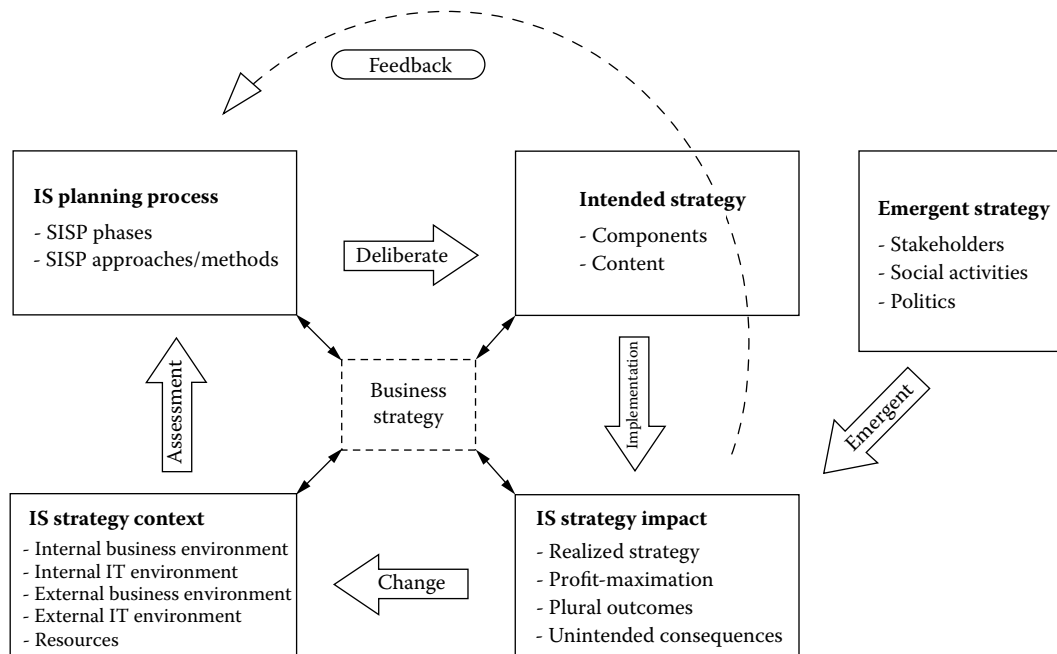 Feedback
IS planning process
- SISP phases
- SISP approaches/methods
Deliberate
Intended strategy
- Components
- Content
Emergent strategy
- Stakeholders
- Social activities
- Politics
Assessment
Business
strategy
Implementation
Emergent
IS strategy context
- Internal business environment
- Internal IT environment
- External business environment
- External IT environment
- Resources
Change
IS strategy impact
- Realized strategy
- Profit-maximation
- Plural outcomes
- Unintended consequences